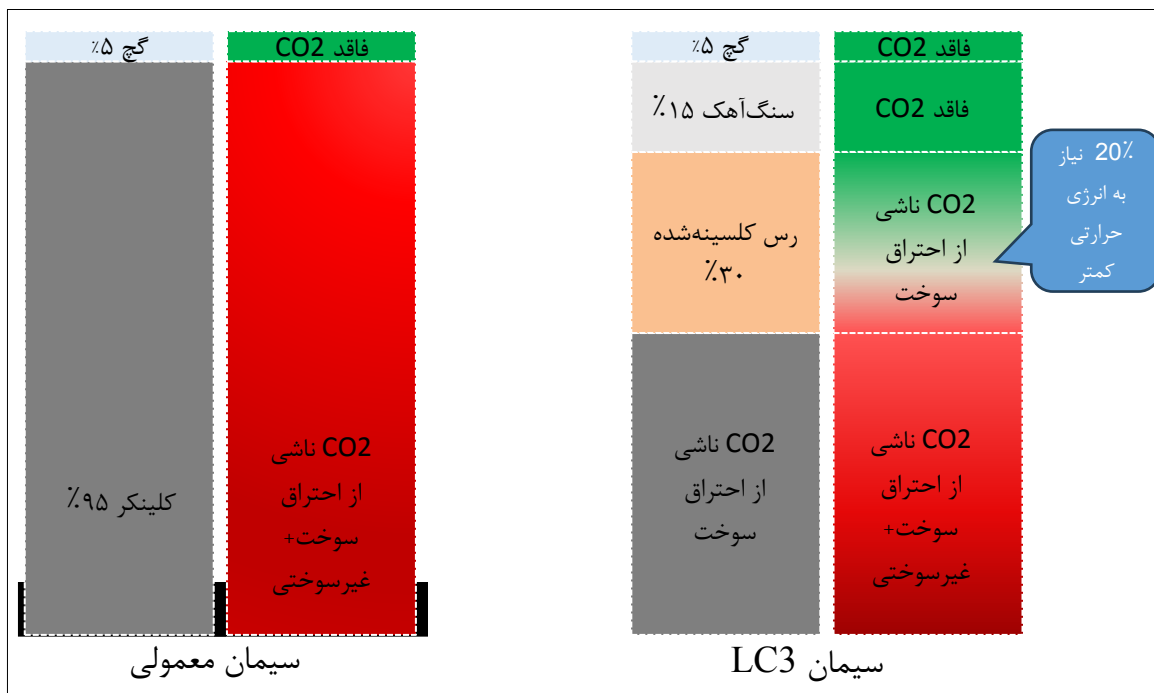 گچ ۵٪
فاقد CO2
کلینکر ۹۵٪
CO2 ناشی
از احتراق
سوخت+
غیرسوختی
سیمان معمولی
گچ ۵٪
فاقد CO2
سنگ‌آهک ۱۵٪
فاقد CO2
رس کلسینه‌شده
۳۰٪
CO2 ناشی
از احتراق
سوخت
20٪ نیاز
به انرژی
حرارتی
کمتر
CO2 ناشی
از احتراق
سوخت
CO2 ناشی
از احتراق
سوخت+
غیرسوختی
سیمان LC3